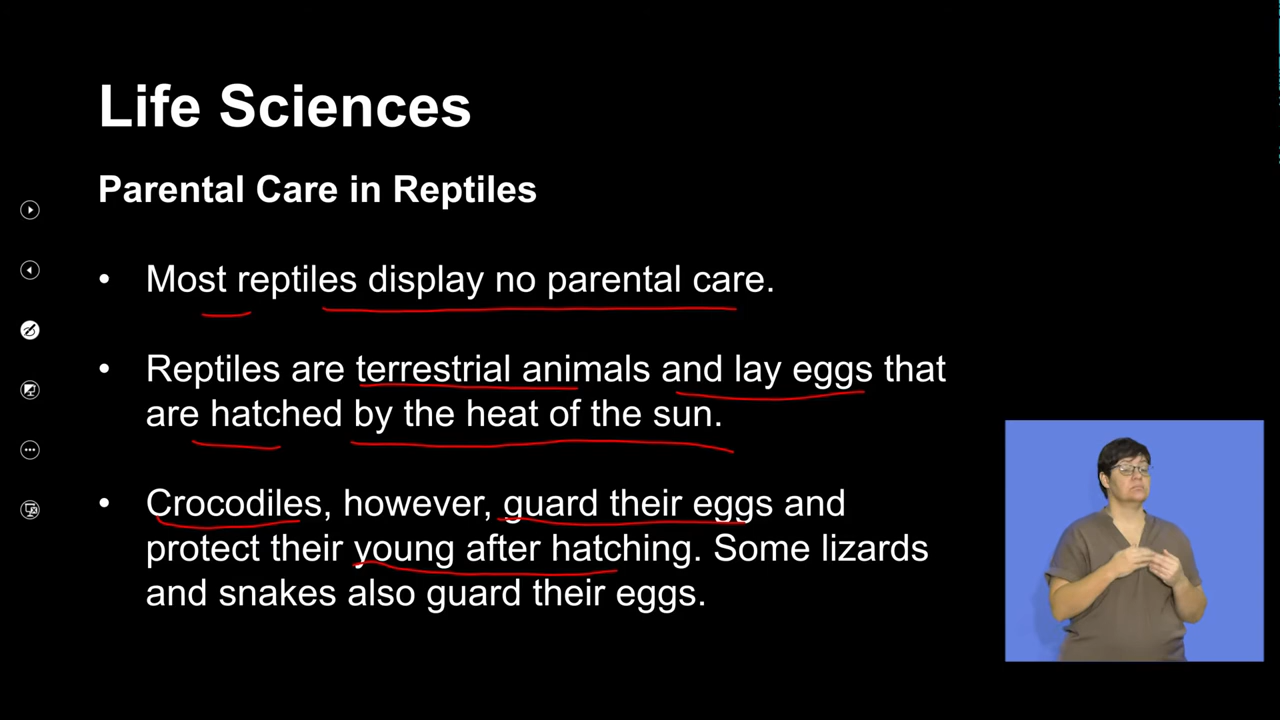 Life Sciences
Parental Care in Reptiles
• Most reptiles display no parental care.
• Reptiles are terrestrial animals and lay eggs that
are hatched by the heat of the sun.
• Crocodiles, however, guard their eggs and
protect their young after hatching. Some lizards
and snakes also guard their eggs.